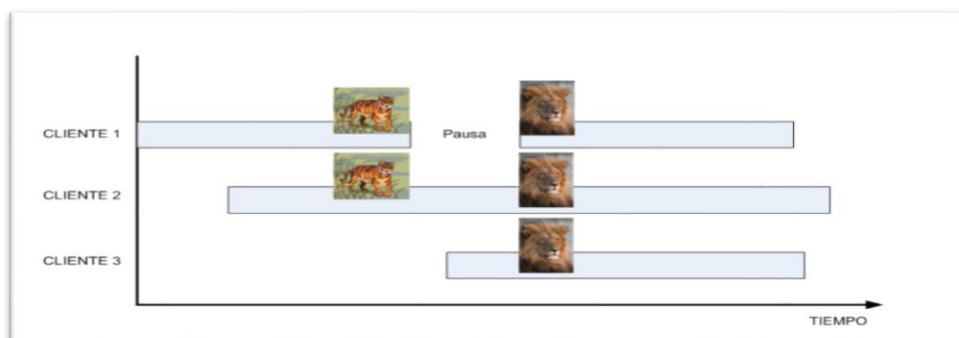 CLIENTE 1
Pausa
CLIENTE 2
CLIENTE 3
TIEMPO